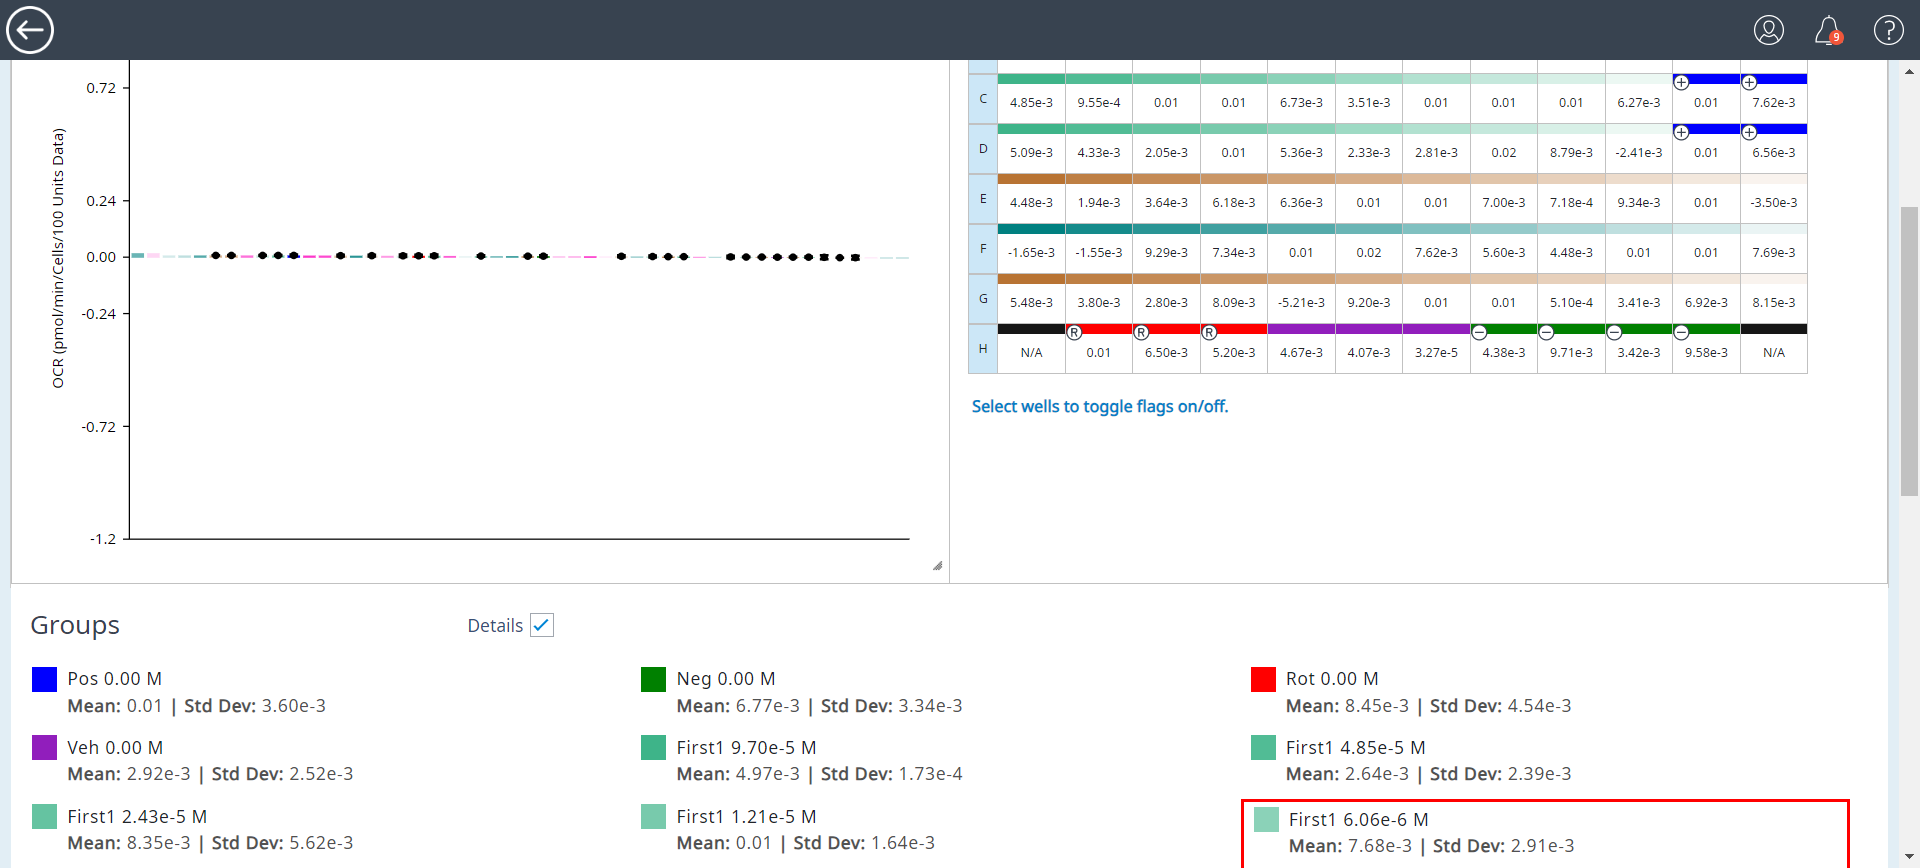 9
?
0.72
0.24
0.00
-0.24
-0.72
-1.2
OCR (pmol/min/Cells/100 Units Data)
C 4.85e-3 9.55e-4 0.01 0.01 6.73e-3 3.51e-3 0.01 0.01 0.01 6.27e-3 0.01 7.62e-3
D 5.09e-3 4.33e-3 2.05e-3 0.01 5.36e-3 2.33e-3 2.81e-3 0.02 8.79e-3 -2.41e-3 0.01 6.56e-3
E 4.48e-3 1.94e-3 3.64e-3 6.18e-3 6.36e-3 0.01 0.01 7.00e-3 7.18e-4 9.34e-3 0.01 -3.50e-3
F -1.65e-3 -1.55e-3 9.29e-3 7.34e-3 0.01 0.02 7.62e-3 5.60e-3 4.48e-3 0.01 0.01 7.69e-3
G 5.48e-3 3.80e-3 2.80e-3 8.09e-3 -5.21e-3 9.20e-3 0.01 0.01 5.10e-4 3.41e-3 6.92e-3 8.15e-3
R R R
H N/A 0.01 6.50e-3 5.20e-3 4.67e-3 4.07e-3 3.27e-5 4.38e-3 9.71e-3 3.42e-3 9.58e-3 N/A
Select wells to toggle flags on/off.
Groups
Details
Pos 0.00 M
Mean: 0.01 | Std Dev: 3.60e-3
Neg 0.00 M
Mean: 6.77e-3 | Std Dev: 3.34e-3
Rot 0.00 M
Mean: 8.45e-3 | Std Dev: 4.54e-3
Veh 0.00 M
Mean: 2.92e-3 | Std Dev: 2.52e-3
First1 9.70e-5 M
Mean: 4.97e-3 | Std Dev: 1.73e-4
First1 4.85e-5 M
Mean: 2.64e-3 | Std Dev: 2.39e-3
First1 2.43e-5 M
Mean: 8.35e-3 | Std Dev: 5.62e-3
First1 1.21e-5 M
Mean: 0.01 | Std Dev: 1.64e-3
First1 6.06e-6 M
Mean: 7.68e-3 | Std Dev: 2.91e-3